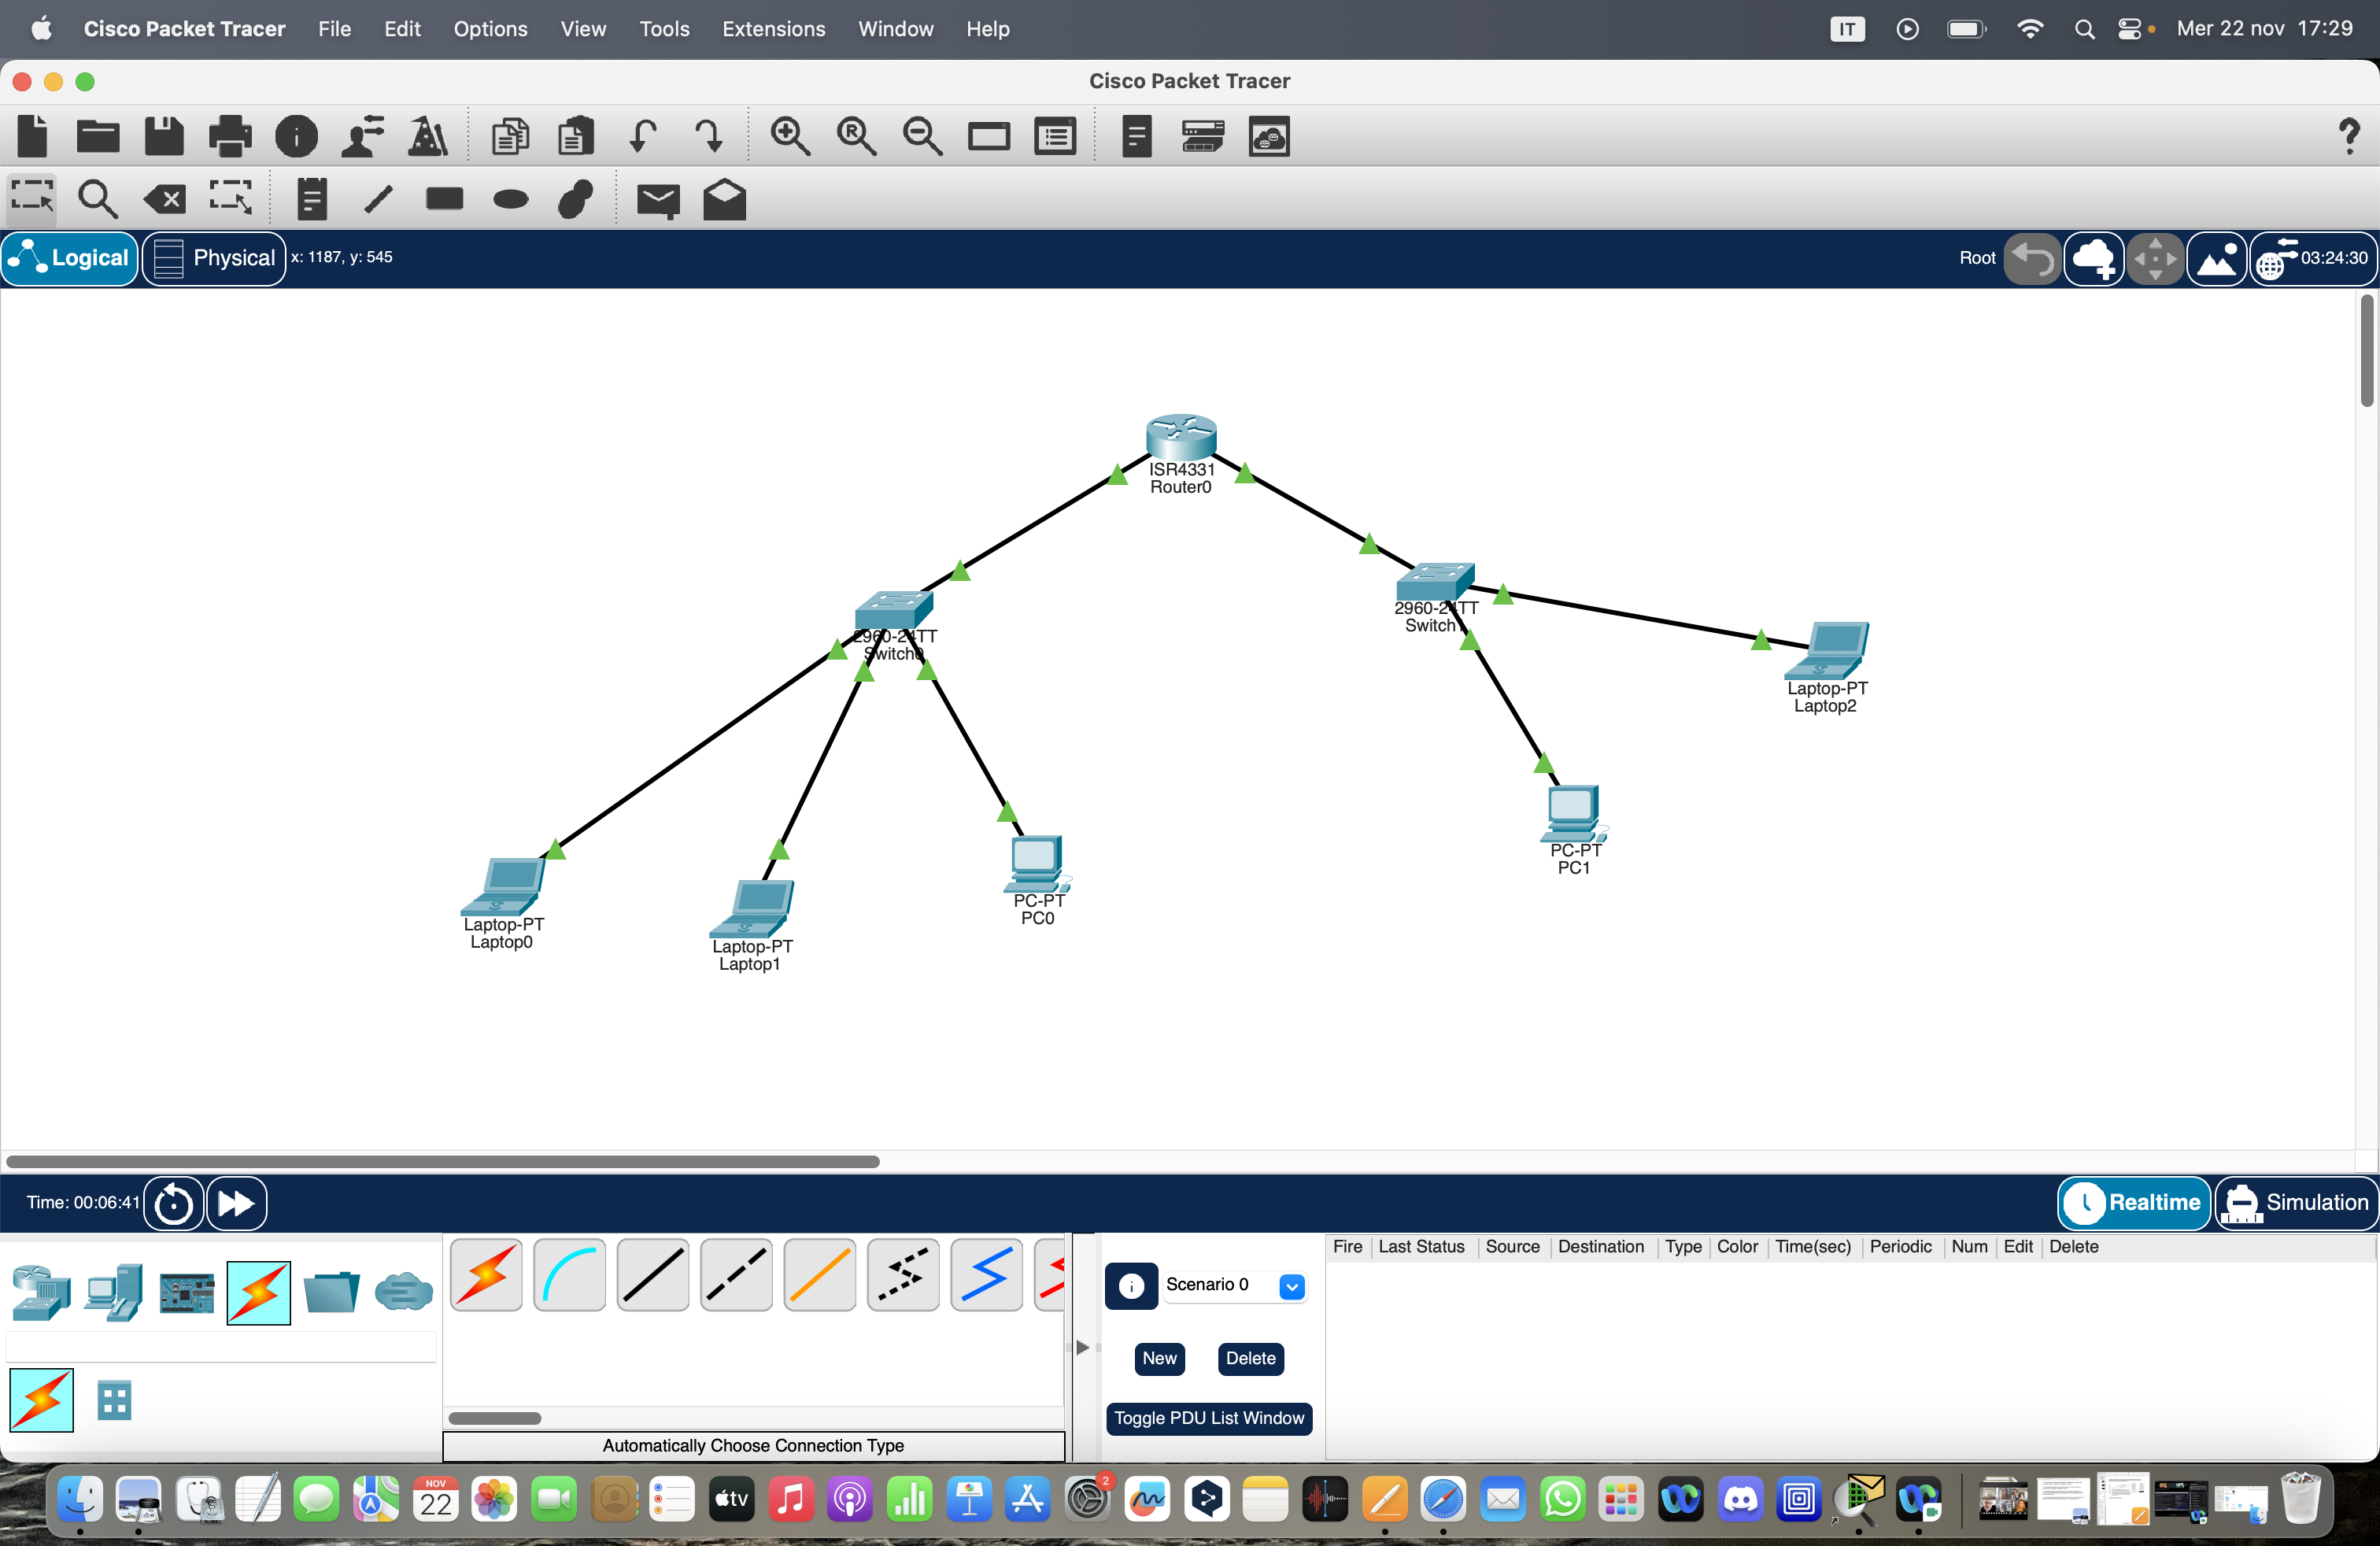 Cisco Packet Tracer File Edit Options View Tools Extensions Window Help IT Mer 22 nov 17:29
Cisco Packet Tracer
Logical Physical x: 1187, y: 545 Root 03:24:30
ISR4331
Router0
2960-24TT
Switch0
2960-24TT
Switch1
Laptop-PT
Laptop2
PC-PT
PC1
PC-PT
PC0
Laptop-PT
Laptop0
Laptop-PT
Laptop1
Time: 00:06:41 Realtime Simulation
Fire Last Status Source Destination Type Color Time(sec) Periodic Num Edit Delete
Scenario 0
New Delete
Toggle PDU List Window
Automatically Choose Connection Type
NOV
22
tv
2